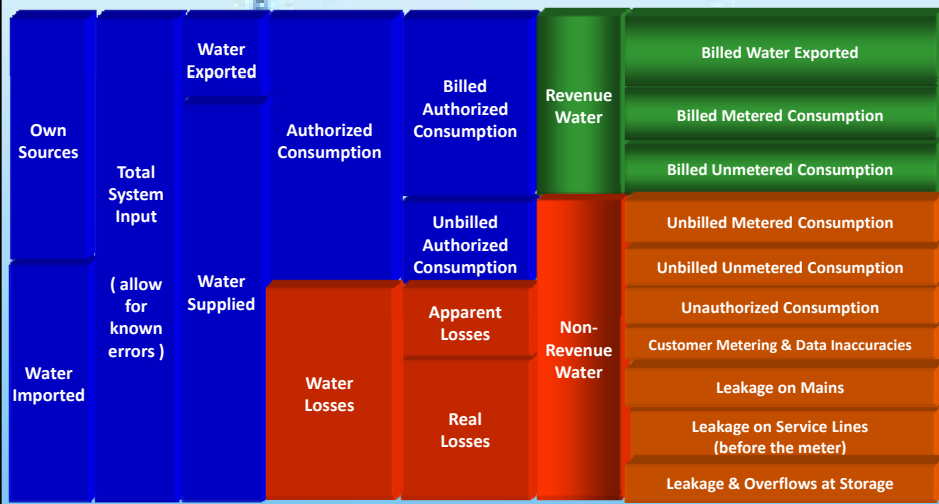 Own
Sources
Water
Imported
Total
System
Input
( allow
for
known
errors )
Water
Exported
Water
Supplied
Authorized
Consumption
Water
Losses
Billed
Authorized
Consumption
Unbilled
Authorized
Consumption
Apparent
Losses
Real
Losses
Revenue
Water
Non-
Revenue
Water
Billed Water Exported
Billed Metered Consumption
Billed Unmetered Consumption
Unbilled Metered Consumption
Unbilled Unmetered Consumption
Unauthorized Consumption
Customer Metering & Data Inaccuracies
Leakage on Mains
Leakage on Service Lines
(before the meter)
Leakage & Overflows at Storage